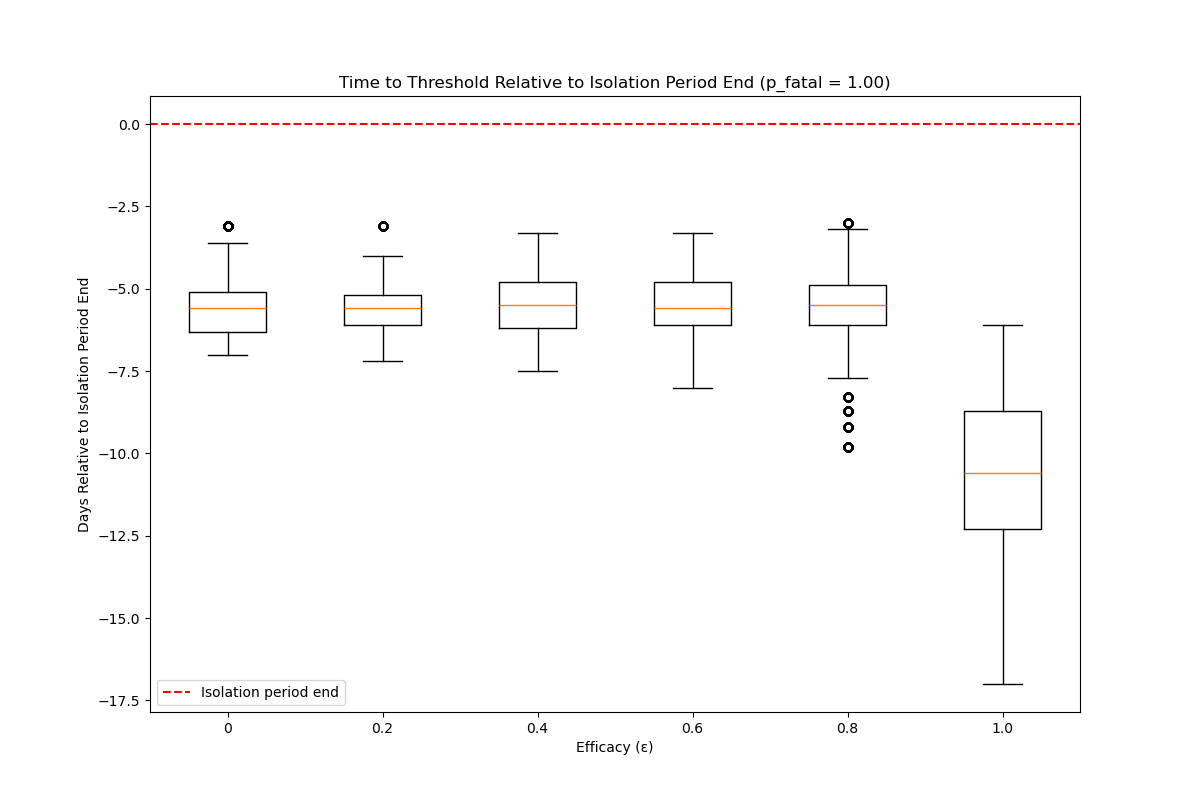 Time to Threshold Relative to Isolation Period End (p_fatal = 1.00)
Days Relative to Isolation Period End
0.0
−2.5
−5.0
−7.5
−10.0
−12.5
−15.0
−17.5
Isolation period end
0 0.2 0.4 0.6 0.8 1.0
Efficacy (ε)